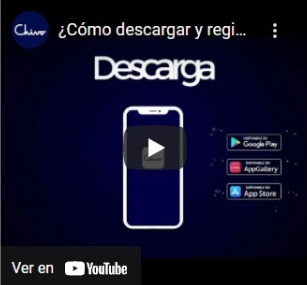 Chivo
¿Cómo descargar y regi...
Descarga
DISPONIBLE EN
Google Play
DISPONIBLE EN
AppGallery
DISPONIBLE EN
App Store
Ver en YouTube